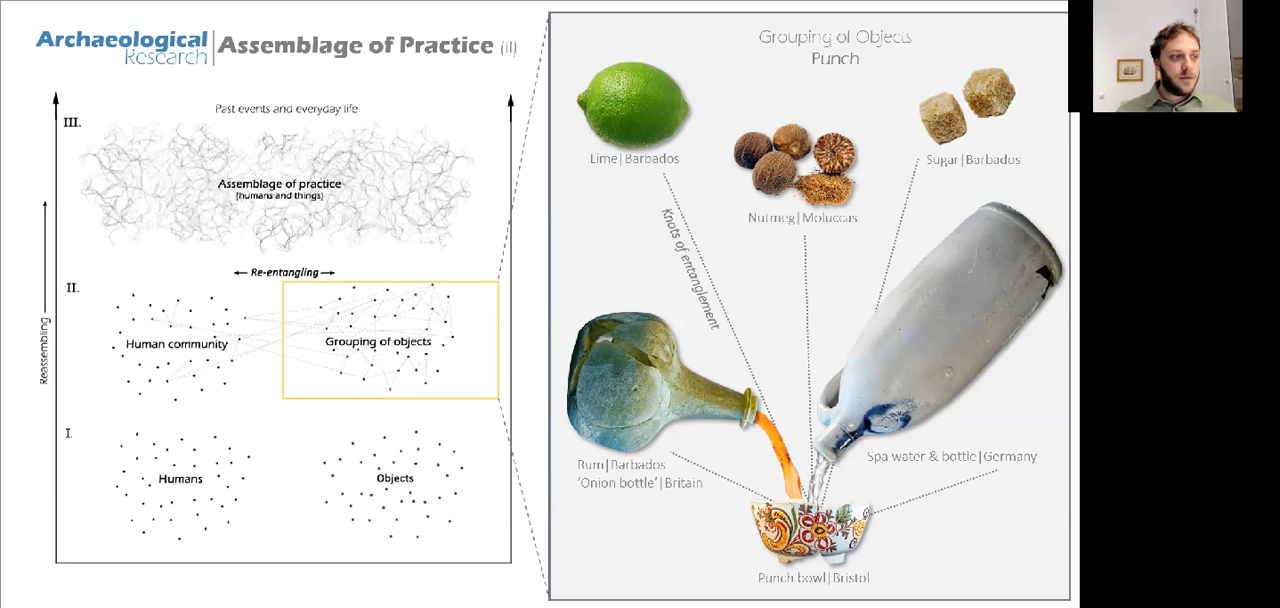 Archaeological
Research
Assemblage of Practice (II)
Past events and everyday life
III.
Assemblage of practice
(humans and things)
Re-entangling
II.
Human community
Grouping of objects
Reassembling
I.
Humans
Objects
Grouping of Objects
Punch
Lime|Barbados
Nutmeg|Moluccas
Sugar|Barbados
Knots of entanglement
Rum|Barbados
'Onion bottle'|Britain
Spa water & bottle|Germany
Punch bowl|Bristol